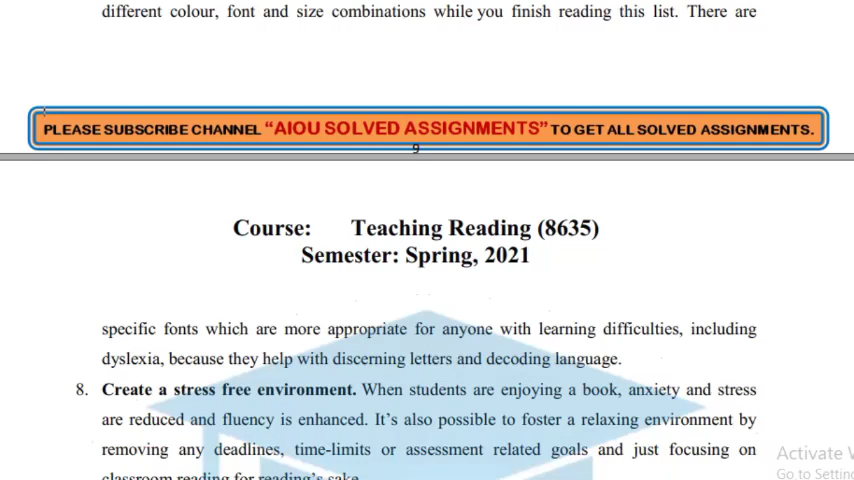 different colour, font and size combinations while you finish reading this list. There are
PLEASE SUBSCRIBE CHANNEL “AIOU SOLVED ASSIGNMENTS” TO GET ALL SOLVED ASSIGNMENTS.
9
Course: Teaching Reading (8635)
Semester: Spring, 2021
specific fonts which are more appropriate for anyone with learning difficulties, including
dyslexia, because they help with discerning letters and decoding language.
8. Create a stress free environment. When students are enjoying a book, anxiety and stress
are reduced and fluency is enhanced. It’s also possible to foster a relaxing environment by
removing any deadlines, time-limits or assessment related goals and just focusing on
Activate
classroom reading for reading’s sake
Go to